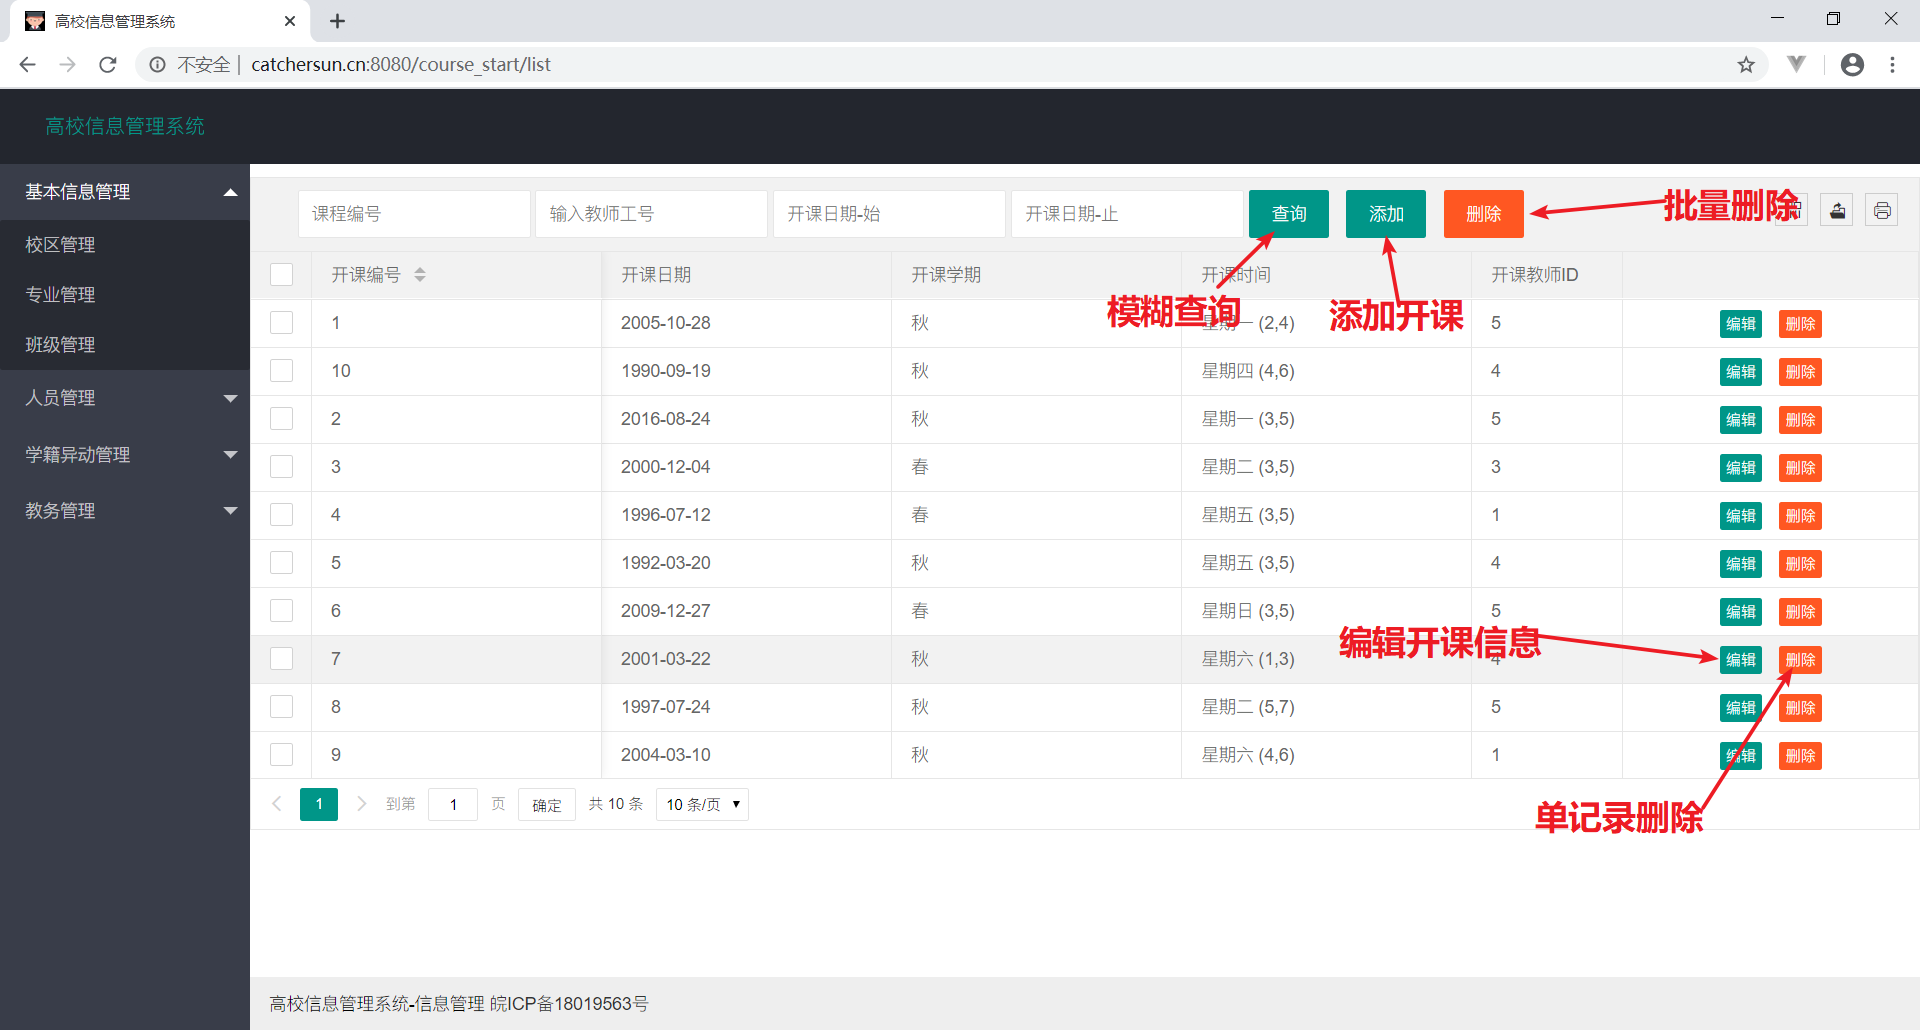 高校信息管理系统
不安全 | catchersun.cn:8080/course_start/list
高校信息管理系统
基本信息管理
校区管理
专业管理
班级管理
人员管理
学籍异动管理
教务管理
课程编号 输入教师工号 开课日期-始 开课日期-止 查询 添加 删除 批量删除
开课编号 开课日期 开课学期 开课时间 开课教师ID
模糊查询 添加开课
1 2005-10-28 秋 星期一 (2,4) 5 编辑 删除
10 1990-09-19 秋 星期四 (4,6) 4 编辑 删除
2 2016-08-24 秋 星期一 (3,5) 5 编辑 删除
3 2000-12-04 春 星期二 (3,5) 3 编辑 删除
4 1996-07-12 春 星期五 (3,5) 1 编辑 删除
5 1992-03-20 秋 星期五 (3,5) 4 编辑 删除
6 2009-12-27 春 星期日 (3,5) 5 编辑 删除
编辑开课信息
7 2001-03-22 秋 星期六 (1,3) 4 编辑 删除
8 1997-07-24 秋 星期二 (5,7) 5 编辑 删除
9 2004-03-10 秋 星期六 (4,6) 1 编辑 删除
1 到第 1 页 确定 共 10 条 10 条/页
单记录删除
高校信息管理系统-信息管理 皖ICP备18019563号